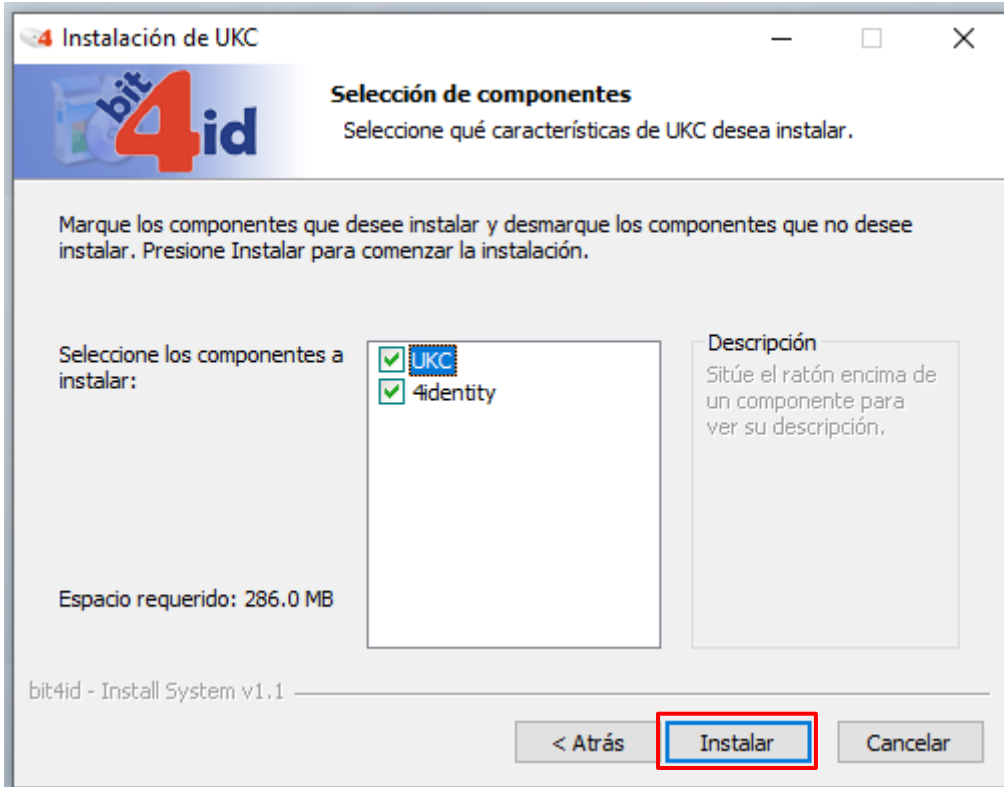 Instalación de UKC
bit4id
Selección de componentes
Seleccione qué características de UKC desea instalar.
Marque los componentes que desee instalar y desmarque los componentes que no desee
instalar. Presione Instalar para comenzar la instalación.
Seleccione los componentes a
instalar:
UKC
4identity
Descripción
Sitúe el ratón encima de
un componente para
ver su descripción.
Espacio requerido: 286.0 MB
bit4id - Install System v1.1
< Atrás
Instalar
Cancelar